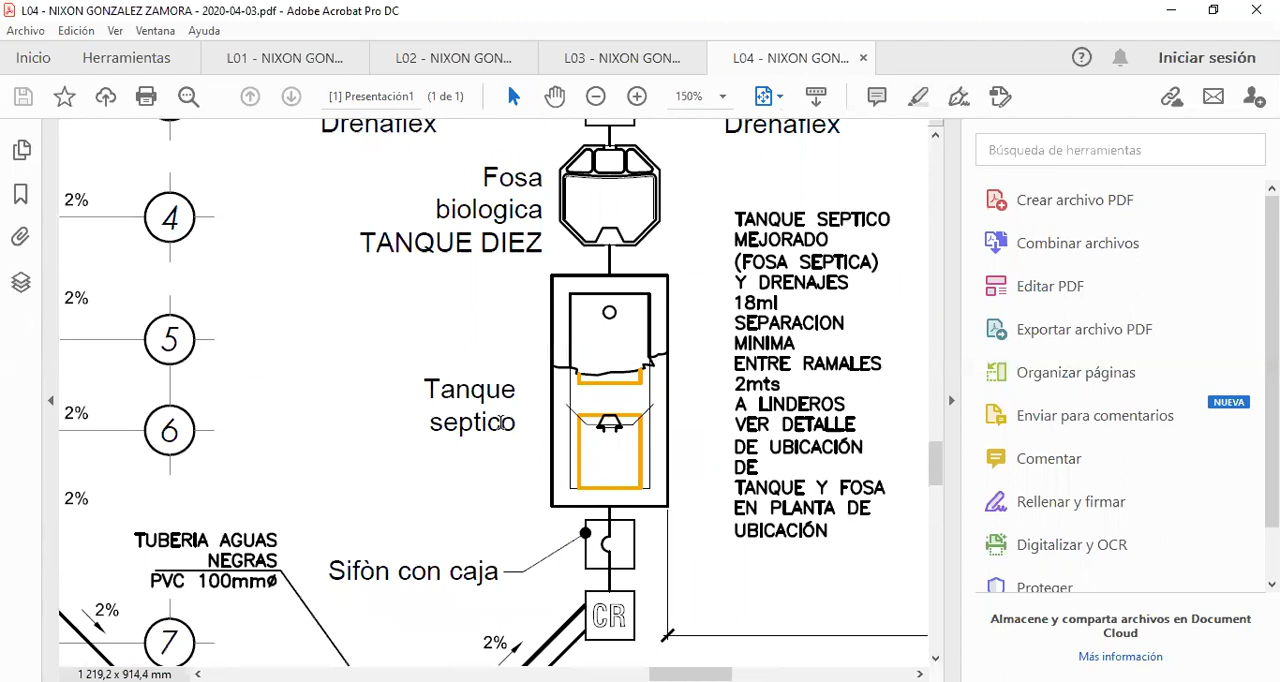 L04 - NIXON GONZALEZ ZAMORA - 2020-04-03.pdf - Adobe Acrobat Pro DC
Archivo Edición Ver Ventana Ayuda
Inicio Herramientas L01 - NIXON GON... L02 - NIXON GON... L03 - NIXON GON... L04 - NIXON GON... × ? Iniciar sesión
[1] Presentación1 (1 de 1) 150%
Drenaflex
Drenaflex
Fosa
biologica
TANQUE DIEZ
2%
4
2%
5
2%
6
2%
Tanque
septico
TANQUE SEPTICO
MEJORADO
(FOSA SEPTICA)
Y DRENAJES
18ml
SEPARACION
MINIMA
ENTRE RAMALES
2mts
A LINDEROS
VER DETALLE
DE UBICACIÓN
DE
TANQUE Y FOSA
EN PLANTA DE
UBICACIÓN
TUBERIA AGUAS
NEGRAS
PVC 100mmø
Sifòn con caja
CR
2%
7
2%
1 219,2 x 914,4 mm
Búsqueda de herramientas
Crear archivo PDF
Combinar archivos
Editar PDF
Exportar archivo PDF
Organizar páginas
NUEVA
Enviar para comentarios
Comentar
Rellenar y firmar
Digitalizar y OCR
Proteger
Almacene y comparta archivos en Document
Cloud
Más información